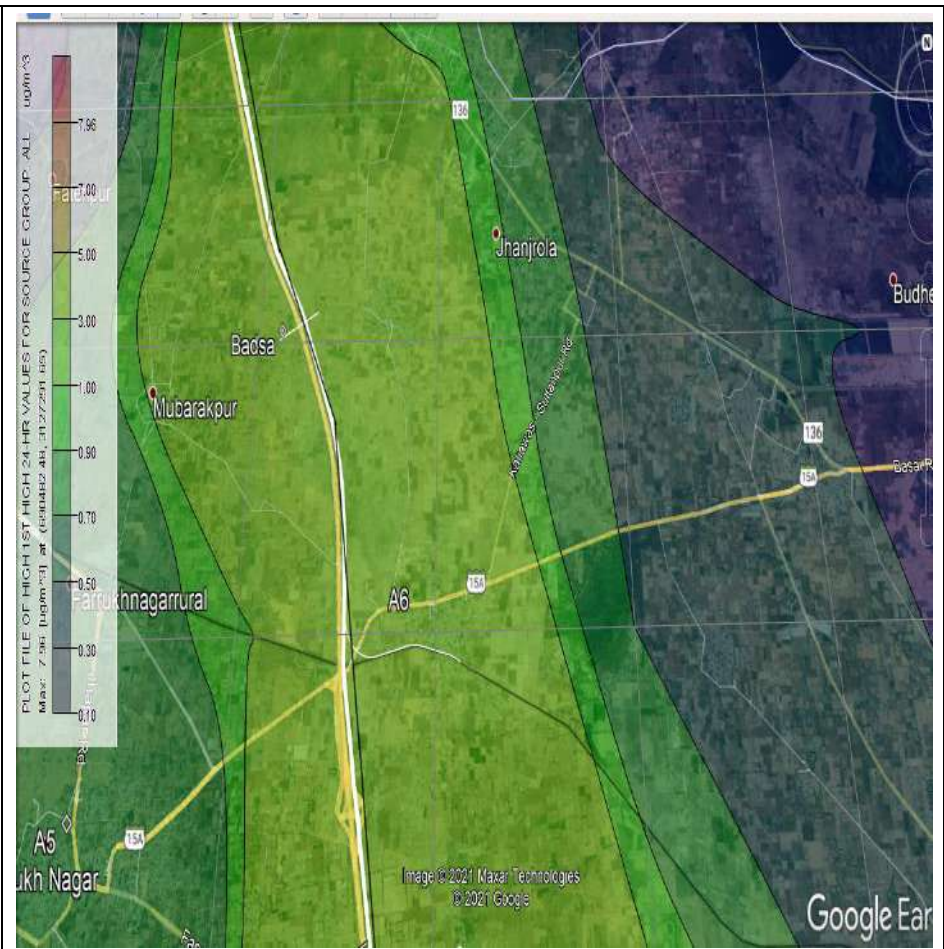 PLOT FILE OF HIGH 1ST HIGH 24-HR VALUES FOR SOURCE GROUP: ALL ug/m^3
Max: 7.96 [ug/m^3] at (690482.48, 3127291.65)
7.96
7.00
5.00
3.00
1.00
0.90
0.70
0.50
0.30
0.10
N
136
Jhanjrola
Budhe
Badsa
Mubarakpur
136
15A
Basai R
Farrukhnagarrural
A6
15A
A5
15A
ukh Nagar
Image © 2021 Maxar Technologies
© 2021 Google
Google Ear